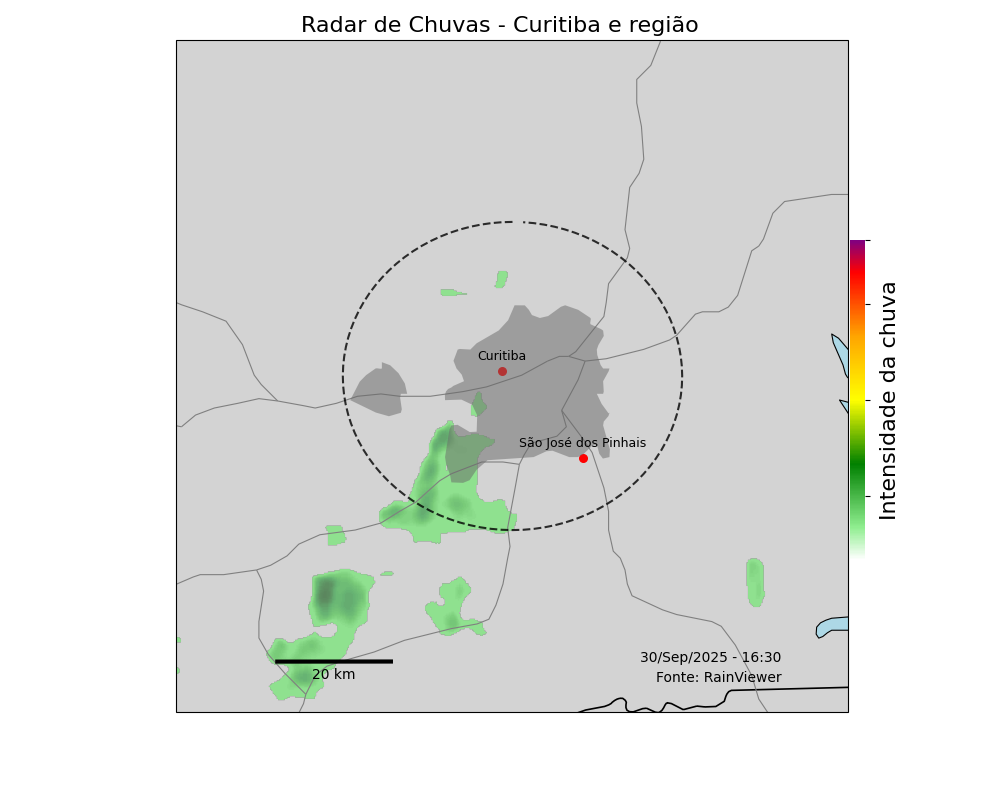 Radar de Chuvas - Curitiba e região
Curitiba
São José dos Pinhais
Intensidade da chuva
30/Sep/2025 - 16:30
Fonte: RainViewer
20 km